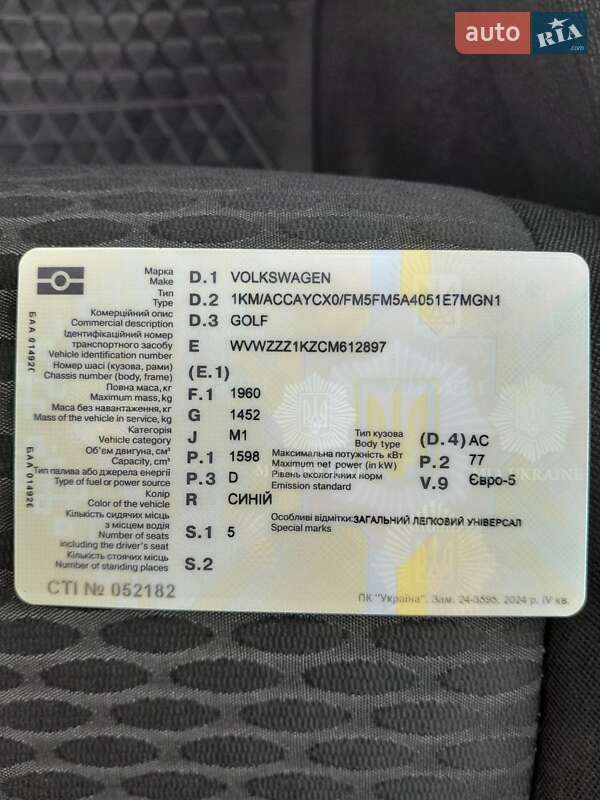 auto RIA.com
Марка
Make D.1 VOLKSWAGEN
Тип
Type D.2 1KM/ACCAYCX0/FM5FM5A4051E7MGN1
Комерційний опис
Commercial description D.3 GOLF
Ідентифікаційний номер
транспортного засобу E WVWZZZ1KZCM612897
Vehicle identification number
Номер шасі (кузова, рами)
Chassis number (body, frame) (E.1)
Повна маса, кг
Maximum mass, kg F.1 1960
Маса без навантаження, кг
Mass of the vehicle in service, kg G 1452
Категорія
Vehicle category J M1
Тип кузова
Body type (D.4) AC
Об'єм двигуна, см³
Capacity, cm³ P.1 1598
Максимальна потужність кВт
Maximum net power (in kW) P.2 77
Тип палива або джерела енергії
Type of fuel or power source P.3 D
Рівень екологічних норм
Emission standard V.9 Євро-5
Колір
Color of the vehicle R СИНІЙ
Кількість сидячих місць
з місцем водія
Number of seats S.1 5
including the driver's seat
Особливі відмітки: ЗАГАЛЬНИЙ ЛЕГКОВИЙ УНІВЕРСАЛ
Special marks
Кількість стоячих місць
Number of standing places S.2
СТІ № 052182
ПК "Україна". Зам. 24-3595. 2024 р. IV кв.